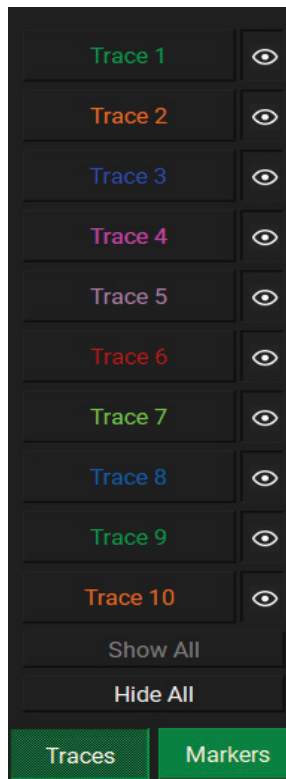 Trace 1
Trace 2
Trace 3
Trace 4
Trace 5
Trace 6
Trace 7
Trace 8
Trace 9
Trace 10
Show All
Hide All
Traces Markers